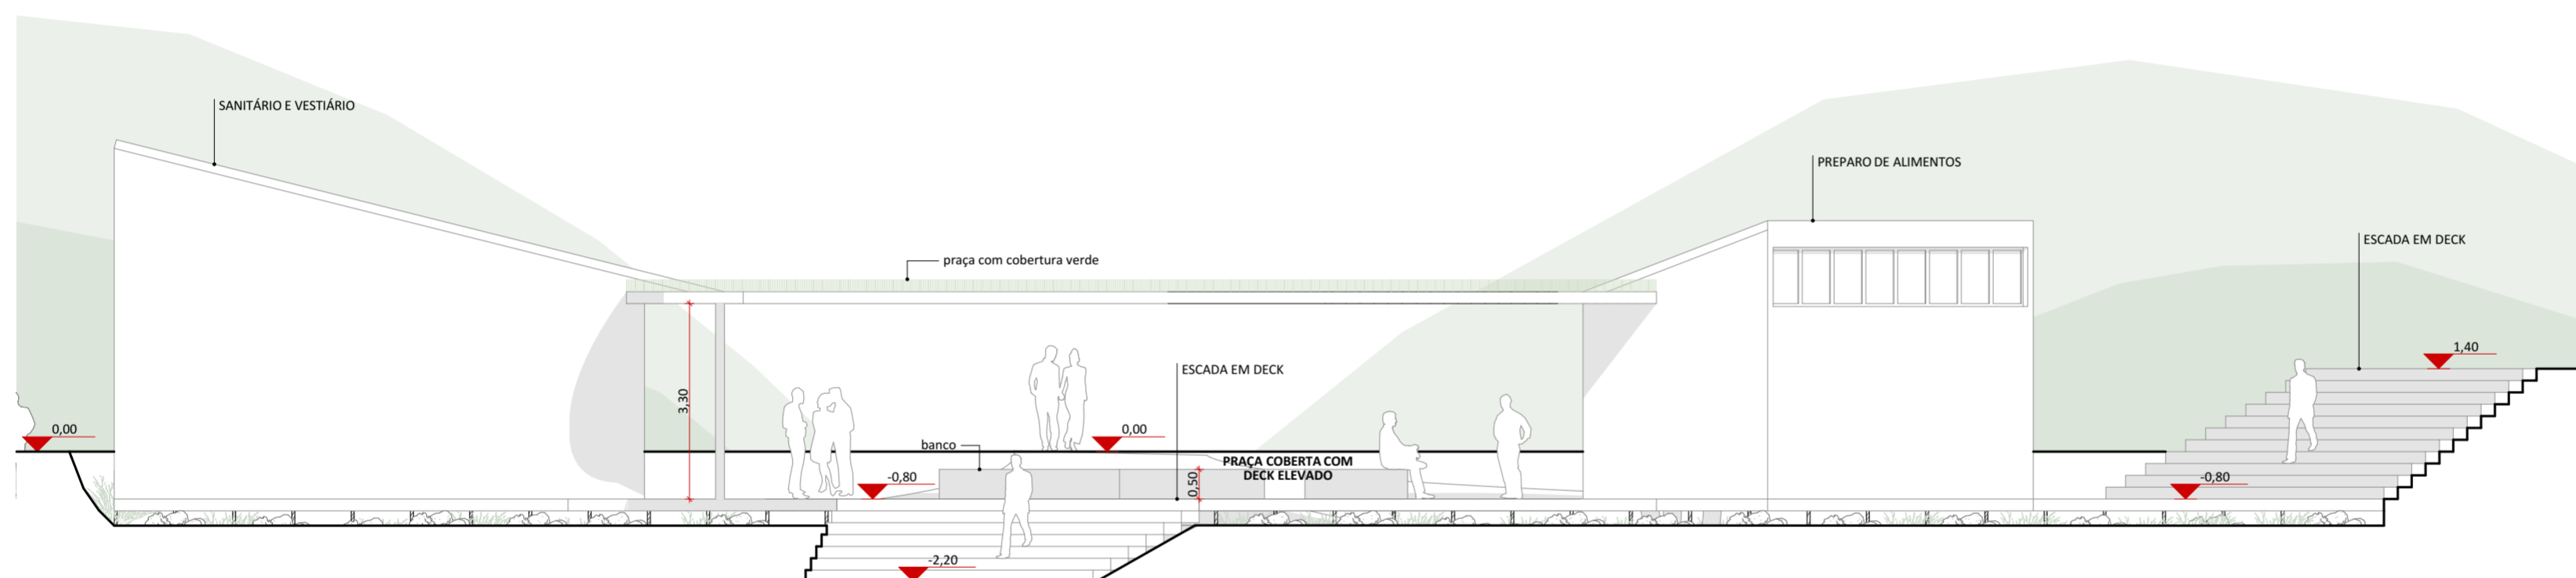 SANITÁRIO E VESTIÁRIO
PREPARO DE ALIMENTOS
ESCADA EM DECK
praça com cobertura verde
1,40
ESCADA EM DECK
3,30
0,00
0,00
banco
PRAÇA COBERTA COM
DECK ELEVADO
0,50
-0,80
-0,80
-2,20